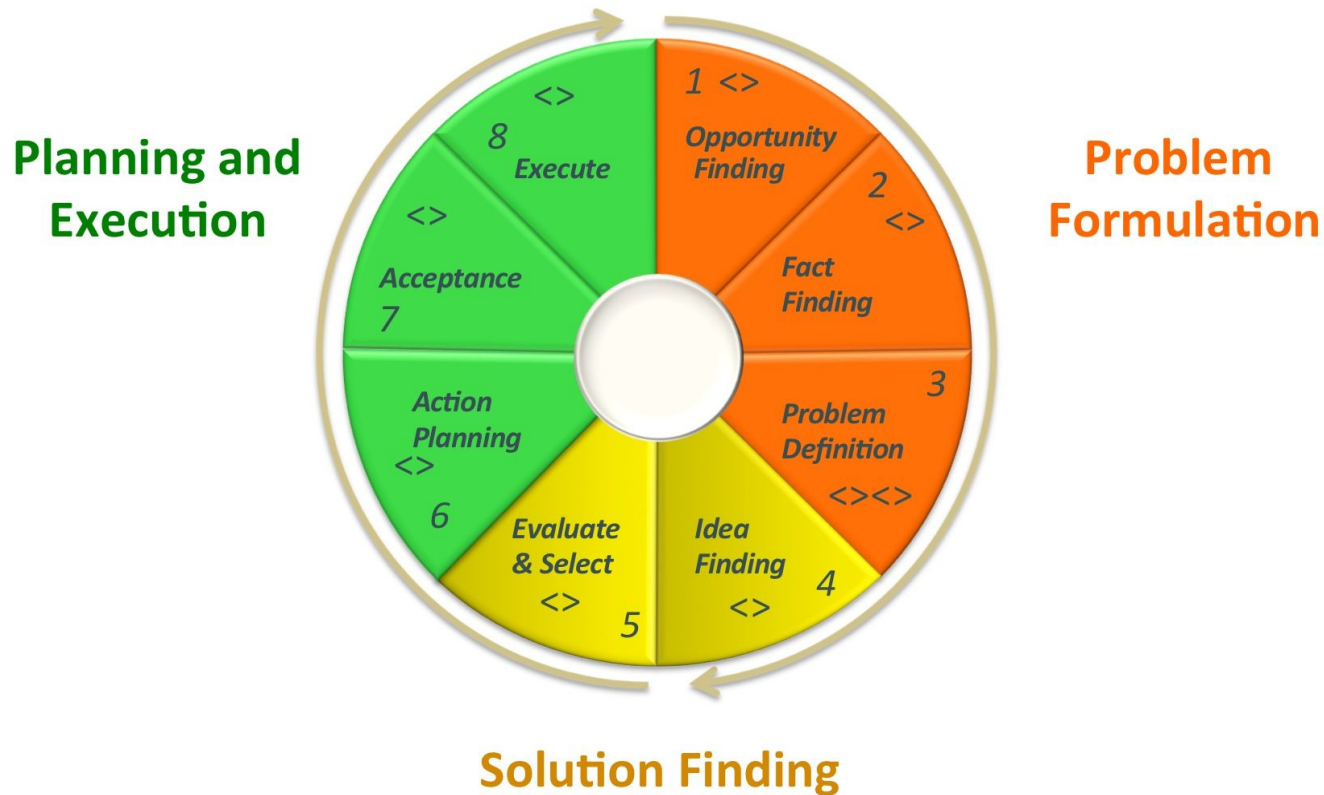 1 <>
Opportunity
Finding
2
<>
Fact
Finding
3
Problem
Definition
<><>
Idea
Finding
4
<>
Evaluate
& Select
<>
5
Action
Planning
<>
6
<>
Acceptance
7
<>
8
Execute
Problem
Formulation
Solution Finding
Planning and
Execution